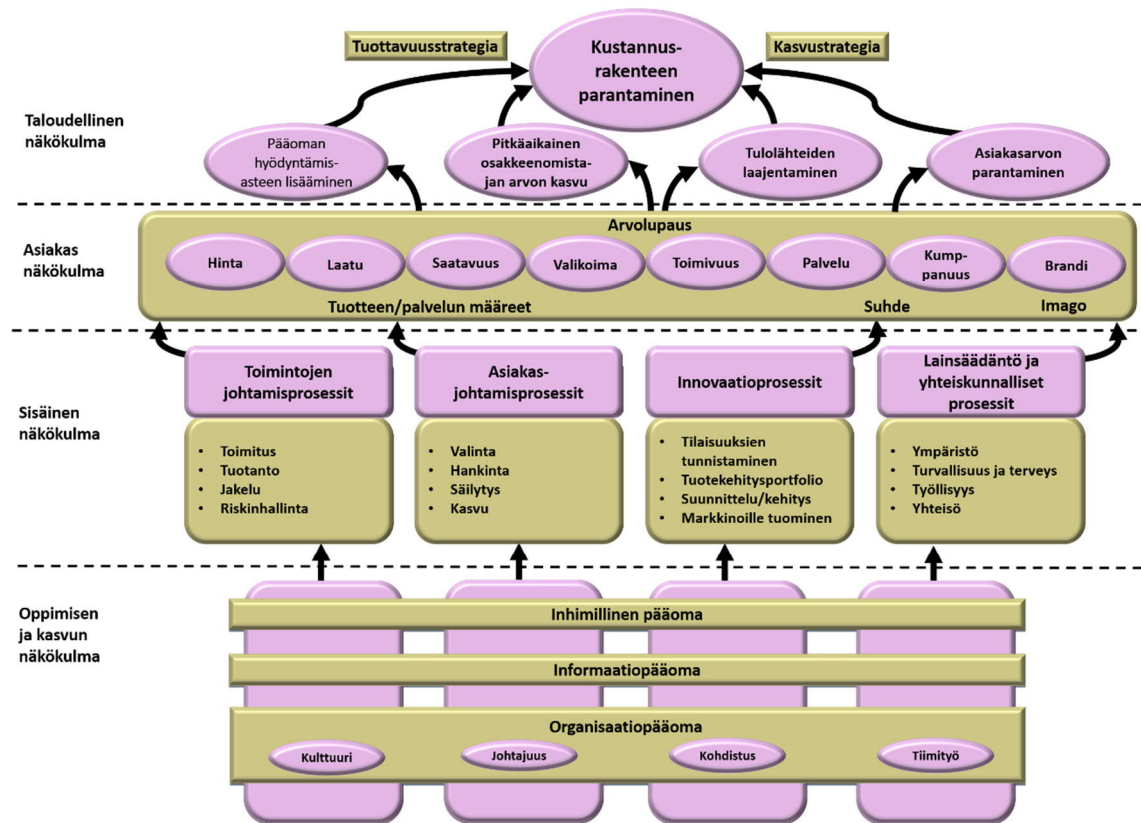 Tuottavuusstrategia
Kustannus-
rakenteen
parantaminen
Kasvustrategia
Taloudellinen
näkökulma
Pääoman
hyödyntämis-
asteen lisääminen
Pitkäaikainen
osakkeenomista-
jan arvon kasvu
Tulolähteiden
laajentaminen
Asiakasarvon
parantaminen
Asiakas
näkökulma
Arvolupaus
Hinta
Laatu
Saatavuus
Valikoima
Toimivuus
Palvelu
Kump-
panuus
Brandi
Tuotteen/palvelun määreet
Suhde
Imago
Sisäinen
näkökulma
Toimintojen
johtamisprosessit
• Toimitus
• Tuotanto
• Jakelu
• Riskinhallinta
Asiakas-
johtamisprosessit
• Valinta
• Hankinta
• Säilytys
• Kasvu
Innovaatioprosessit
• Tilaisuuksien
tunnistaminen
• Tuotekehitysportfolio
• Suunnittelu/kehitys
• Markkinoille tuominen
Lainsäädäntö ja
yhteiskunnalliset
prosessit
• Ympäristö
• Turvallisuus ja terveys
• Työllisyys
• Yhteisö
Oppimisen
ja kasvun
näkökulma
Inhimillinen pääoma
Informaatiopääoma
Organisaatiopääoma
Kulttuuri
Johtajuus
Kohdistus
Tiimityö